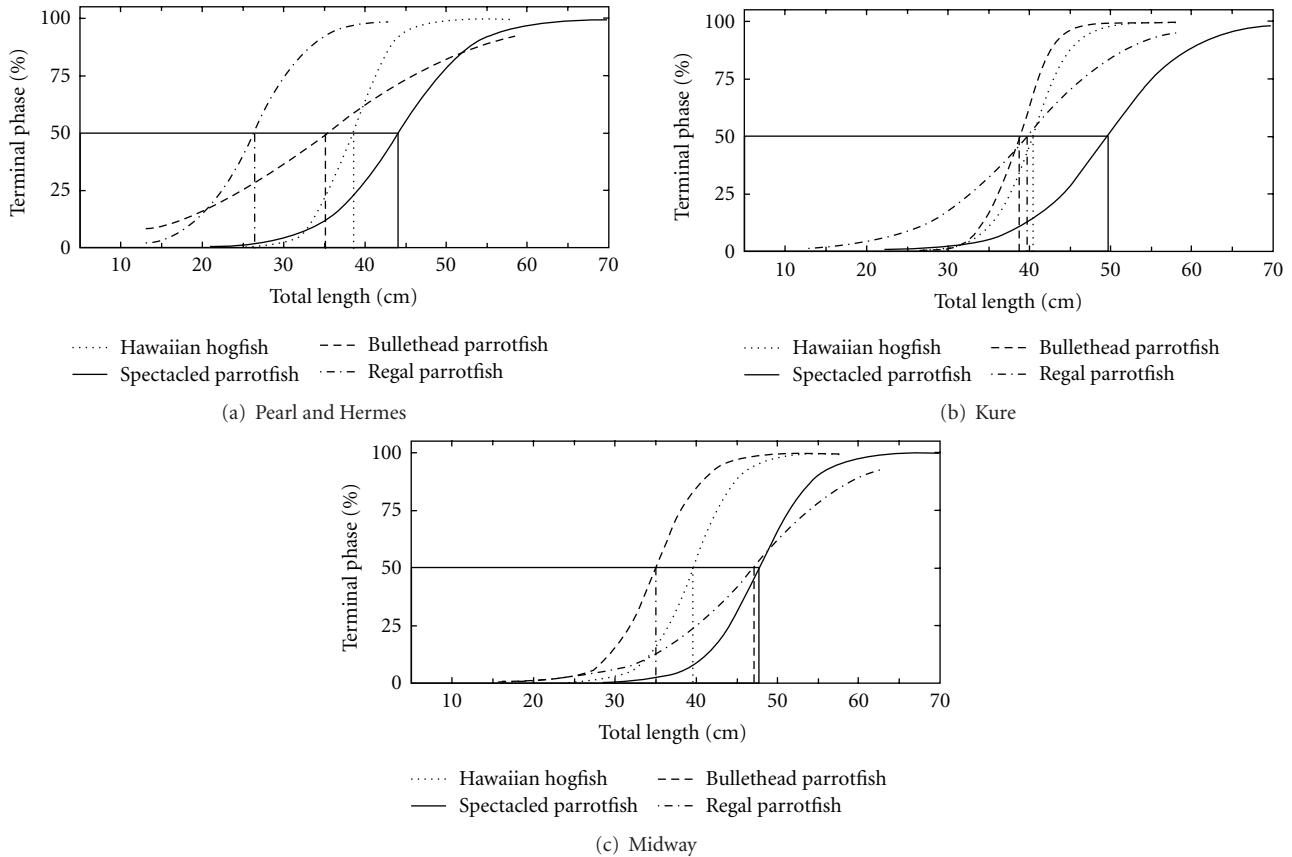 100
75
50
25
0
Terminal phase (%)
10 20 30 40 50 60 70
Total length (cm)
Hawaiian hogfish
Spectacled parrotfish
Bullethead parrotfish
Regal parrotfish
(a) Pearl and Hermes
100
75
50
25
0
Terminal phase (%)
10 20 30 40 50 60 70
Total length (cm)
Hawaiian hogfish
Spectacled parrotfish
Bullethead parrotfish
Regal parrotfish
(b) Kure
100
75
50
25
0
Terminal phase (%)
10 20 30 40 50 60 70
Total length (cm)
Hawaiian hogfish
Spectacled parrotfish
Bullethead parrotfish
Regal parrotfish
(c) Midway